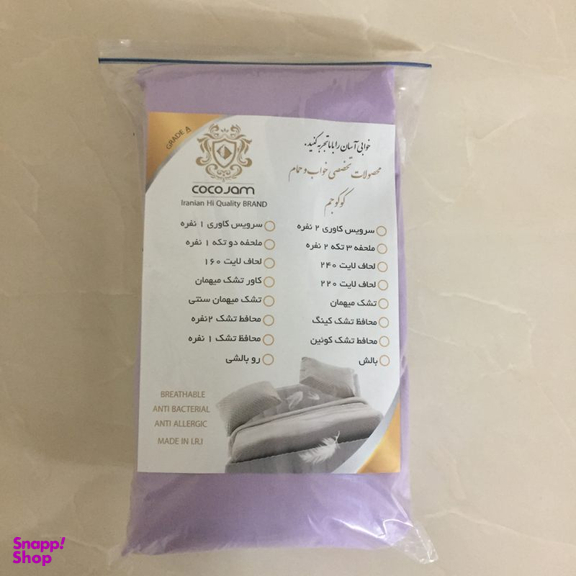 GRADE A
COCOJAM
Iranian Hi Quality BRAND
خوابی آسان را با ما تجربه کنید.
محصولات تخصصی خواب و حمام
کوکو جم
سرویس کاوری ۲ نفره
ملحفه ۳ تکه ۲ نفره
لحاف لایت ۲۴۰
لحاف لایت ۲۲۰
تشک میهمان
محافظ تشک کینگ
محافظ تشک کوئین
بالش
سرویس کاوری ۱ نفره
ملحفه دو تکه ۱ نفره
لحاف لایت ۱۶۰
کاور تشک میهمان
تشک میهمان سنتی
محافظ تشک ۲نفره
محافظ تشک ۱ نفره
رو بالشی
BREATHABLE
ANTI BACTERIAL
ANTI ALLERGIC
MADE IN I.R.I
Snapp!
Shop